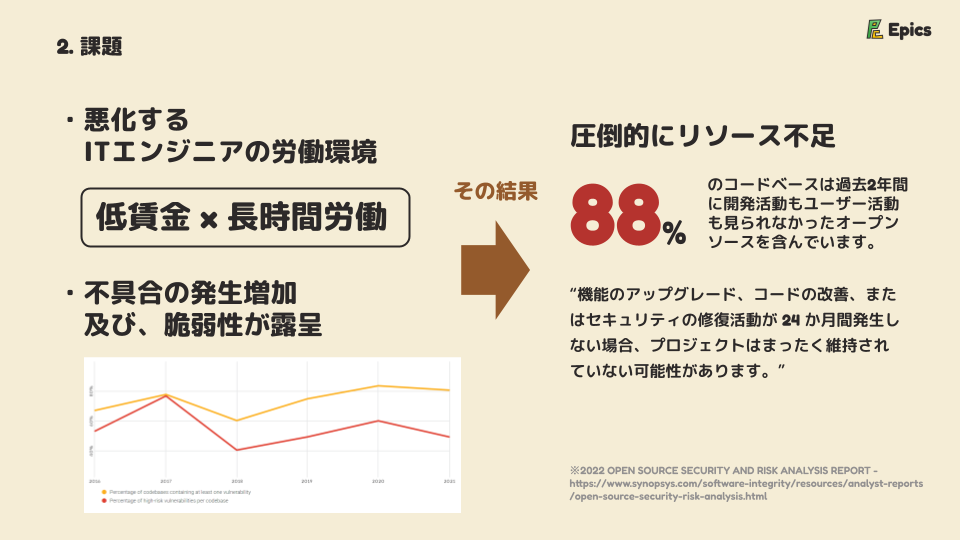 2. 課題
Epics
・悪化する
ITエンジニアの労働環境
低賃金 × 長時間労働
・不具合の発生増加
及び、脆弱性が露呈
2016 2017 2018 2019 2020 2021
Percentage of codebases containing at least one vulnerability
Percentage of high-risk vulnerabilities per codebase
その結果
圧倒的にリソース不足
88%
のコードベースは過去2年間
に開発活動もユーザー活動
も見られなかったオープン
ソースを含んでいます。
“機能のアップグレード、コードの改善、また
はセキュリティの修復活動が 24 か月間発生し
ない場合、プロジェクトはまったく維持され
ていない可能性があります。”
※2022 OPEN SOURCE SECURITY AND RISK ANALYSIS REPORT -
https://www.synopsys.com/software-integrity/resources/analyst-reports
/open-source-security-risk-analysis.html